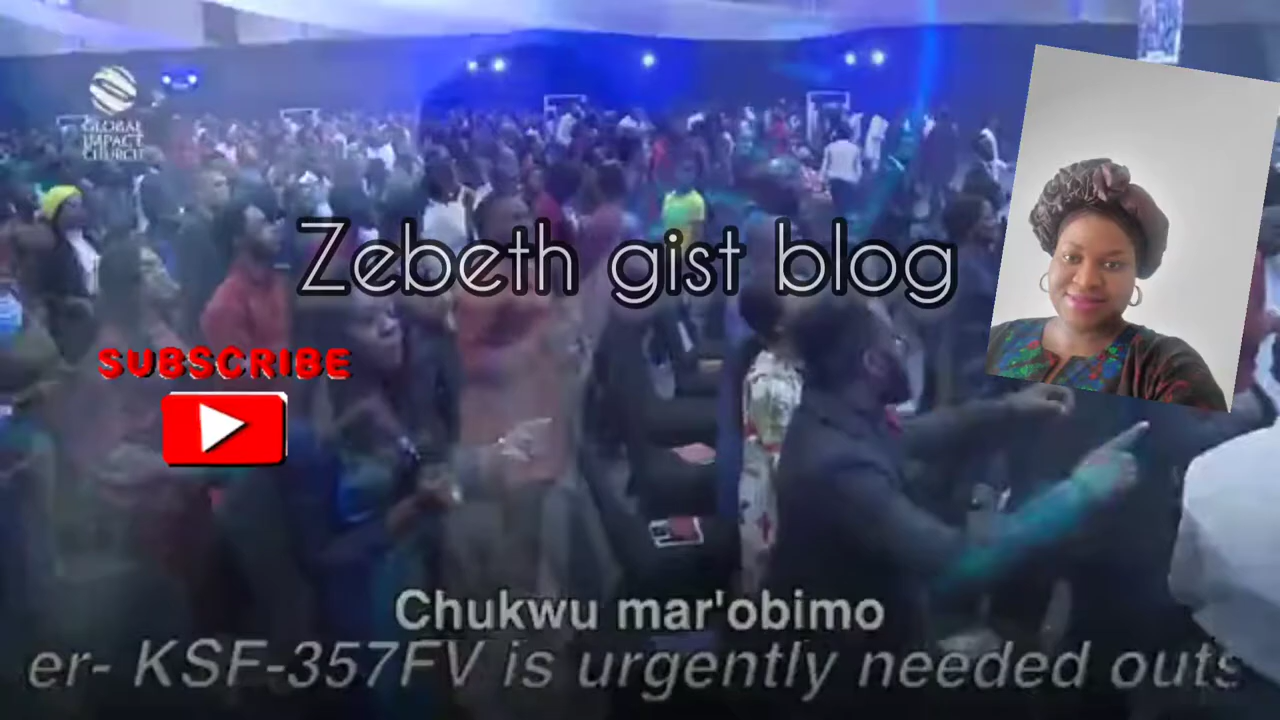 GLOBAL
IMPACT
CHURCH
Zebeth gist blog
SUBSCRIBE
Chukwu mar'obimo
er- KSF-357FV is urgently needed outs